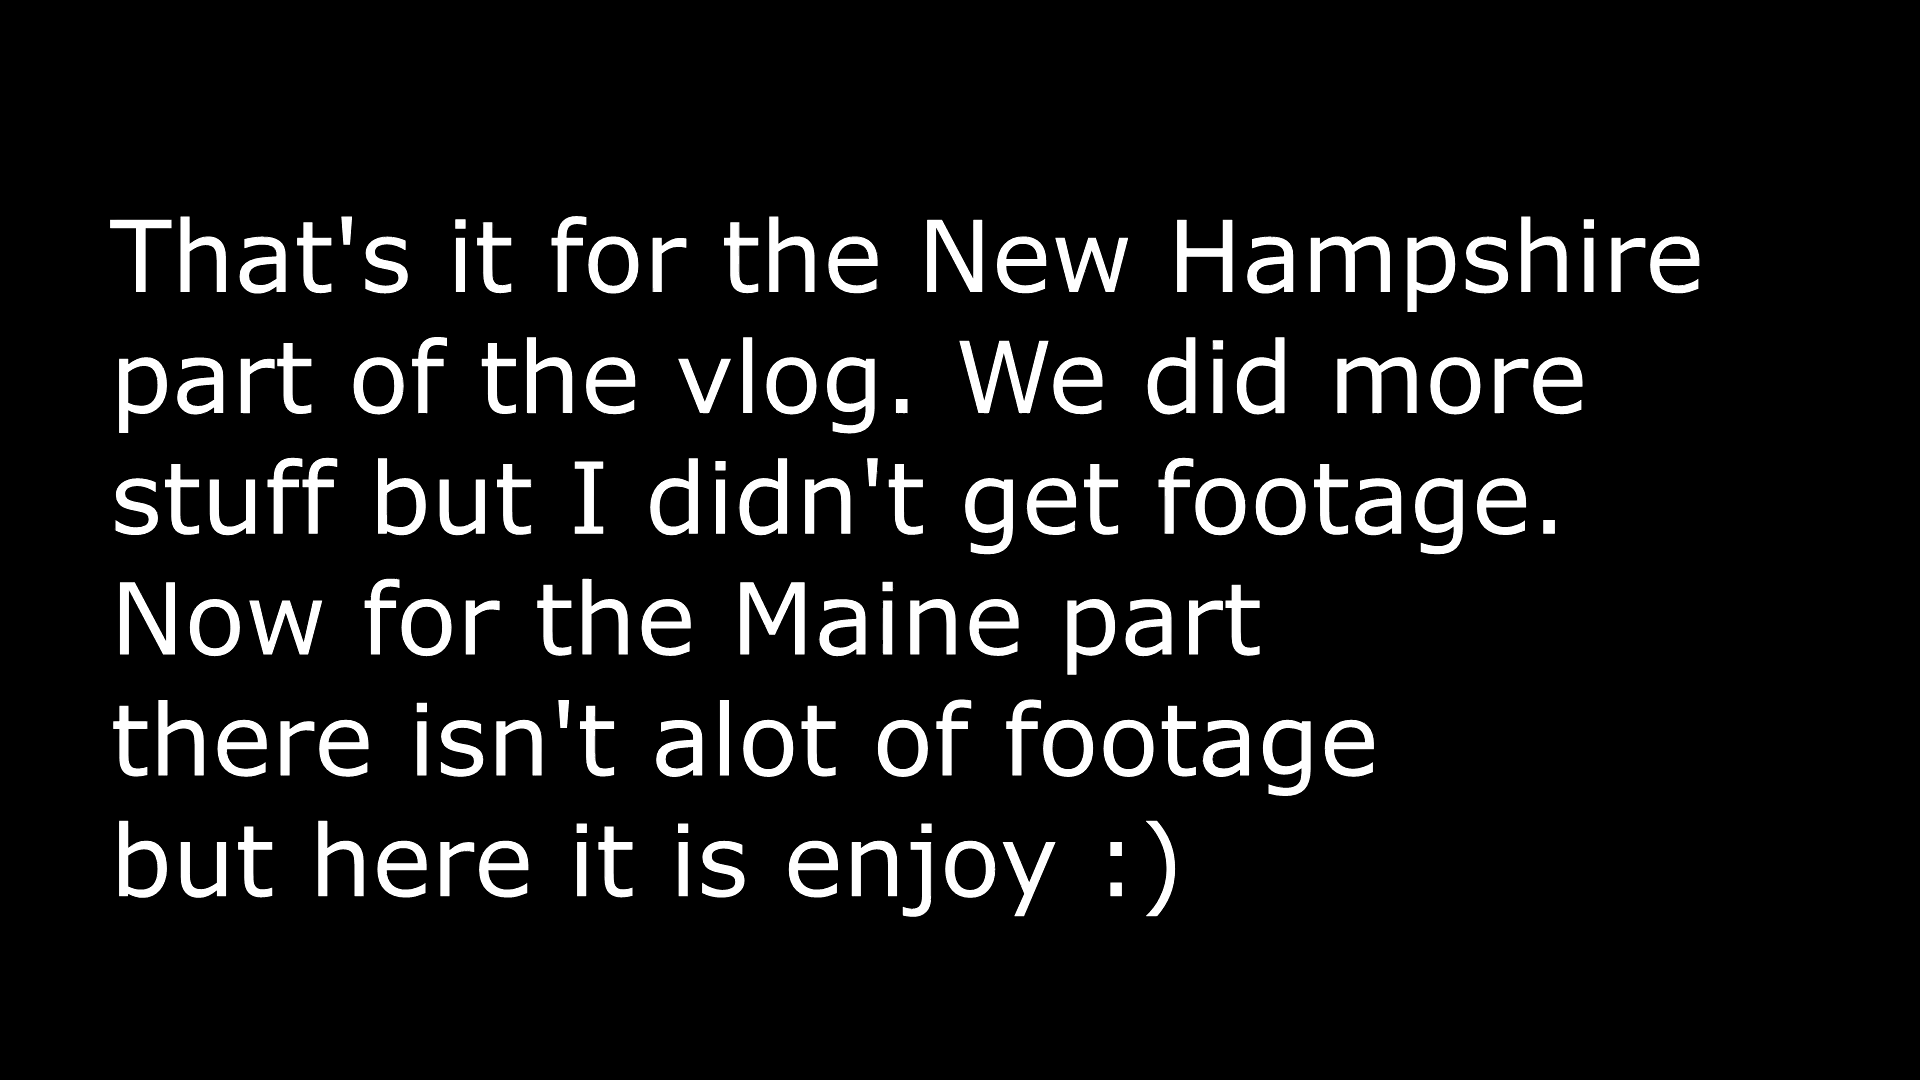 That's it for the New Hampshire
part of the vlog. We did more
stuff but I didn't get footage.
Now for the Maine part
there isn't alot of footage
but here it is enjoy :)